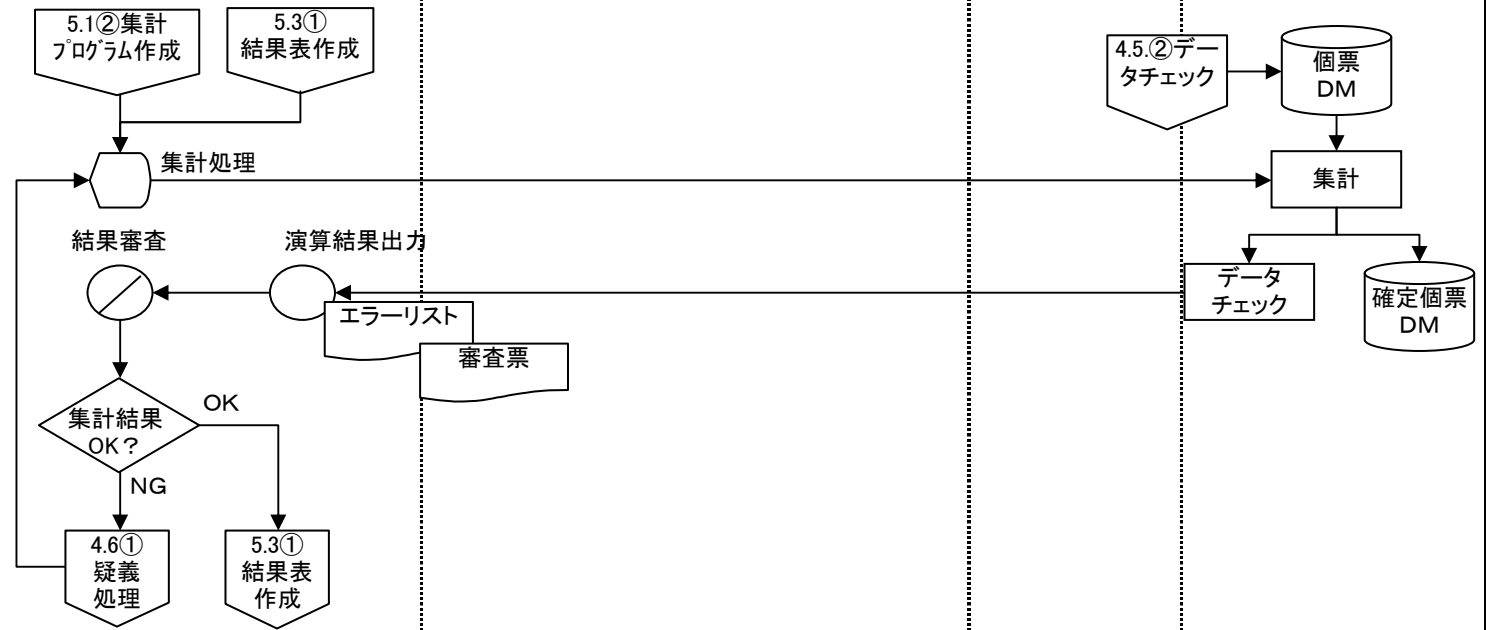 5.1②集計
ﾌﾟﾛｸﾞﾗﾑ作成
5.3①
結果表作成
4.5.②デー
タチェック
個票
ＤＭ
集計処理
集計
結果審査
演算結果出力
データ
チェック
確定個票
ＤＭ
エラーリスト
審査票
集計結果
OK？
ＯＫ
ＮＧ
4.6①
疑義
処理
5.3①
結果表
作成